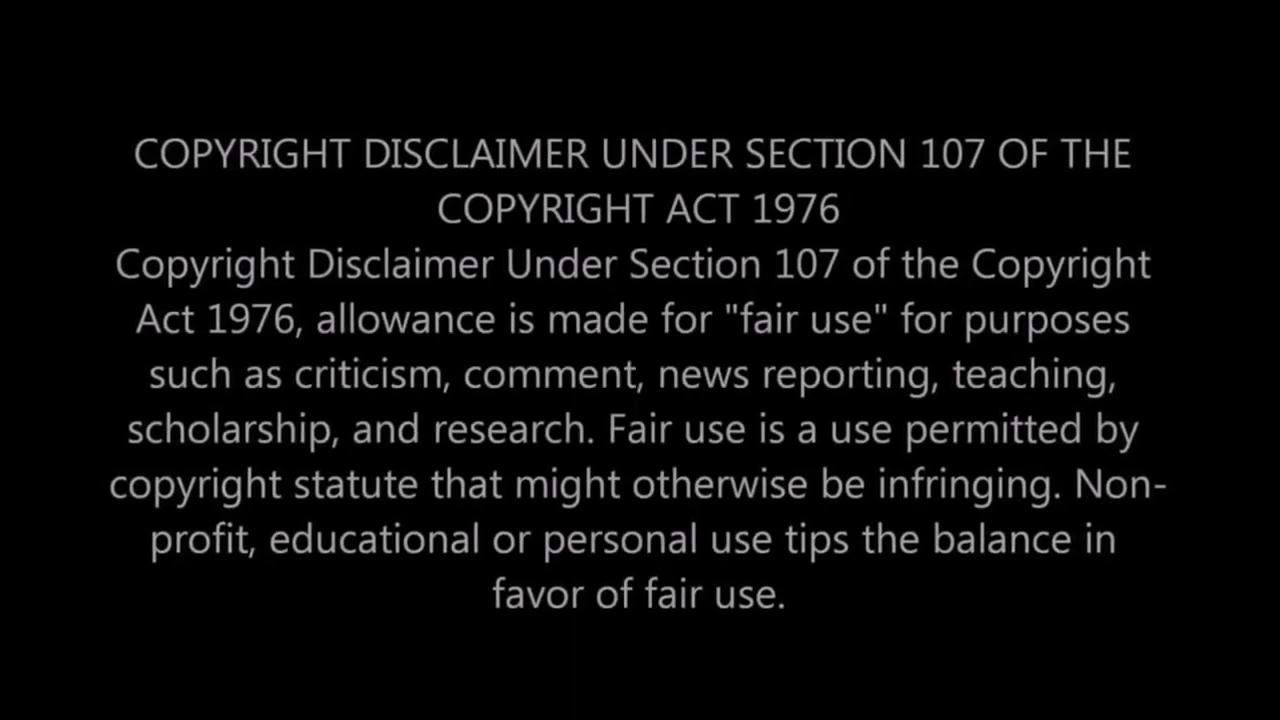 COPYRIGHT DISCLAIMER UNDER SECTION 107 OF THE
COPYRIGHT ACT 1976
Copyright Disclaimer Under Section 107 of the Copyright
Act 1976, allowance is made for "fair use" for purposes
such as criticism, comment, news reporting, teaching,
scholarship, and research. Fair use is a use permitted by
copyright statute that might otherwise be infringing. Non-
profit, educational or personal use tips the balance in
favor of fair use.